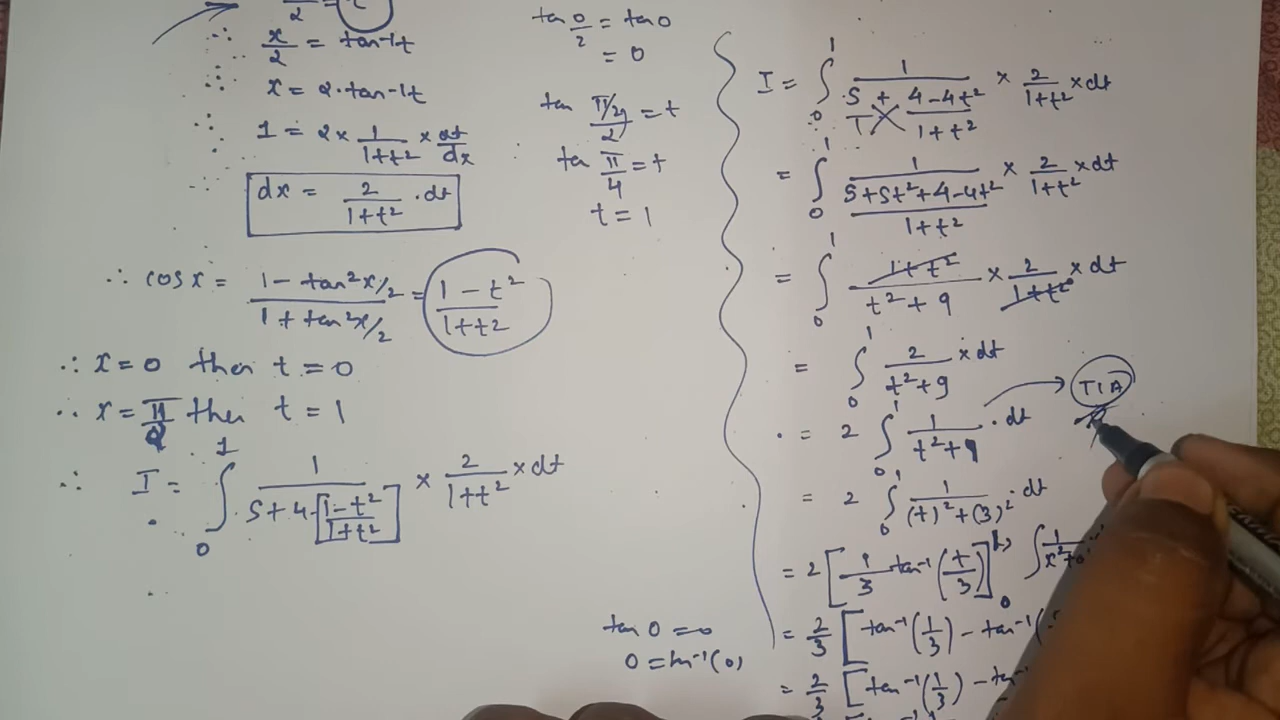 x/2 = tan-1t
∴ x = 2·tan-1t
∴ 1 = 2 × 1/(1+t²) × dt/dx
dx = 2/(1+t²) · dt
tan 0/2 = tan0
= 0
tan (π/2)/2 = t
tan π/4 = t
t = 1
∴ cosx = (1 - tan²x/2)/(1 + tan²x/2) = (1 - t²)/(1+t²)
∴ x = 0 then t = 0
∴ x = π/2 then t = 1
∴ I = ∫₀¹ 1/(5+4·[(1-t²)/(1+t²)]) × 2/(1+t²) × dt
tan 0 = 0
0 = tan⁻¹(0)
I = ∫₀¹ 1/(5/1 + (4-4t²)/(1+t²)) × 2/(1+t²) × dt
= ∫₀¹ 1/((5+5t²+4-4t²)/(1+t²)) × 2/(1+t²) × dt
= ∫₀¹ (1+t²)/(t²+9) × 2/(1+t²) × dt
= ∫₀¹ 2/(t²+9) × dt
= 2 ∫₀¹ 1/(t²+9) · dt
= 2 ∫₀¹ 1/((t)²+(3)²) · dt
= 2 [1/3 tan⁻¹(t/3)]₀¹
= 2/3 [tan⁻¹(1/3) - tan⁻¹(
= 2/3 [tan⁻¹(1/3) -